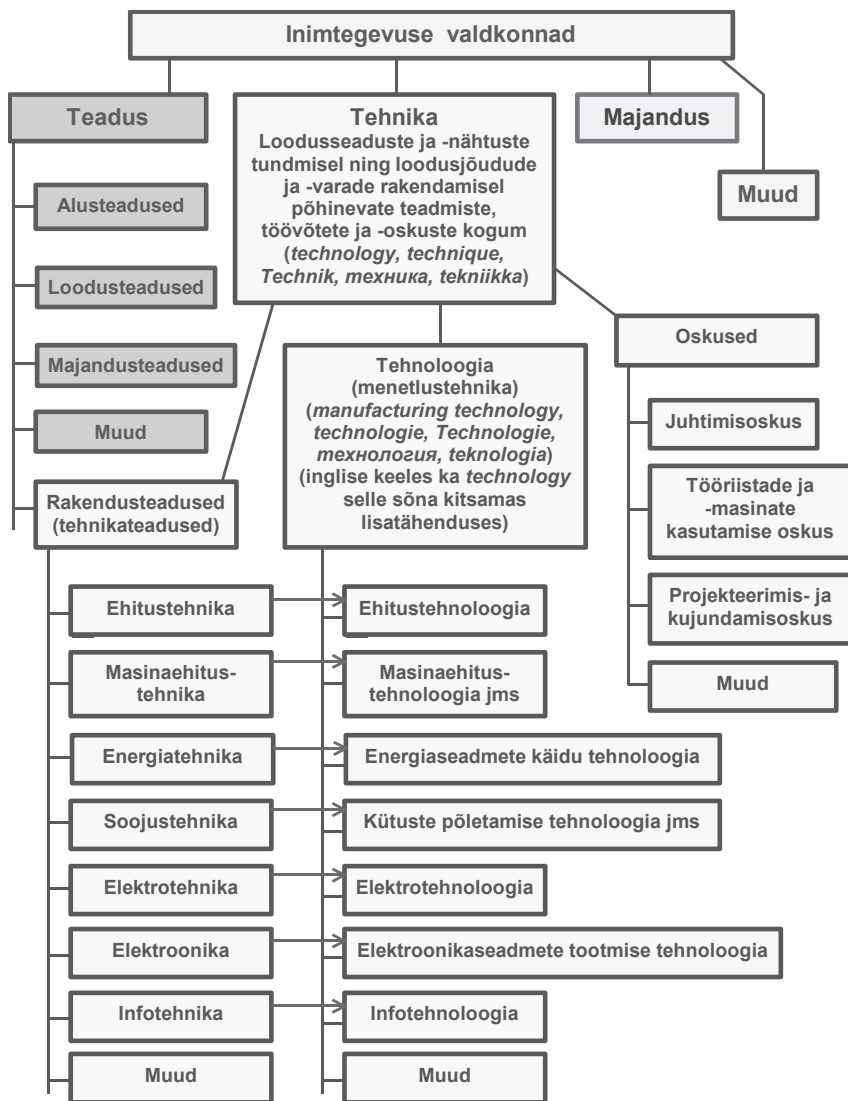 Inimtegevuse valdkonnad
Teadus
Alusteadused
Loodusteadused
Majandusteadused
Muud
Rakendusteadused
(tehnikateadused)
Tehnika
Loodusseaduste ja -nähtuste
tundmisel ning loodusjõudude
ja -varade rakendamisel
põhinevate teadmiste,
töövõtete ja -oskuste kogum
(technology, technique,
Technik, техника, tekniikka)
Majandus
Muud
Tehnoloogia
(menetlustehnika)
(manufacturing technology,
technologie, Technologie,
технология, teknologia)
(inglise keeles ka technology
selle sõna kitsamas
lisatähenduses)
Oskused
Juhtimisoskus
Tööriistade ja
-masinate
kasutamise oskus
Projekteerimis- ja
kujundamisoskus
Muud
Ehitustehnika
Ehitustehnoloogia
Masinaehitus-
tehnika
Masinaehitus-
tehnoloogia jms
Energiatehnika
Energiaseadmete käidu tehnoloogia
Soojustehnika
Kütuste põletamise tehnoloogia jms
Elektrotehnika
Elektrotehnoloogia
Elektroonika
Elektroonikaseadmete tootmise tehnoloogia
Infotehnika
Infotehnoloogia
Muud
Muud